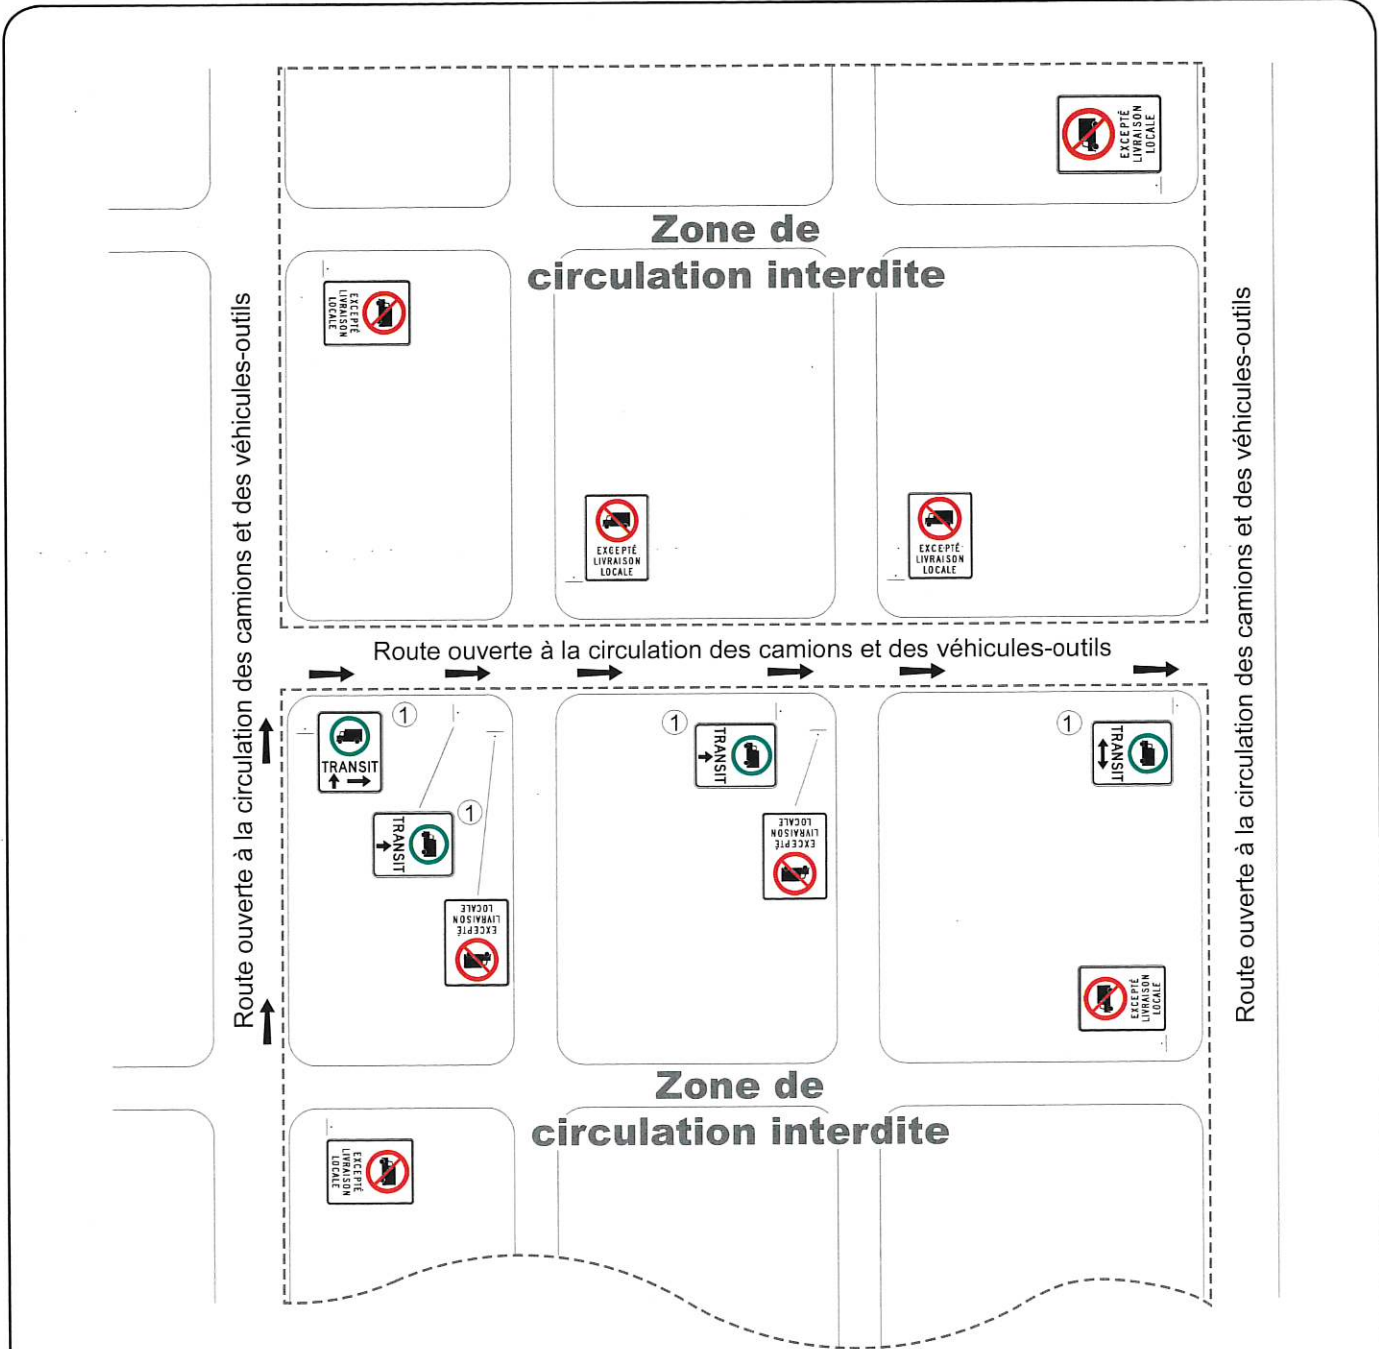 EXCEPTÉ
LIVRAISON
LOCALE
Zone de
circulation interdite
EXCEPTÉ
LIVRAISON
LOCALE
Route ouverte à la circulation des camions et des véhicules-outils
Route ouverte à la circulation des camions et des véhicules-outils
EXCEPTÉ
LIVRAISON
LOCALE
EXCEPTÉ
LIVRAISON
LOCALE
Route ouverte à la circulation des camions et des véhicules-outils
1
TRANSIT
1
TRANSIT
EXCEPTÉ
LIVRAISON
LOCALE
1
TRANSIT
EXCEPTÉ
LIVRAISON
LOCALE
1
TRANSIT
EXCEPTÉ
LIVRAISON
LOCALE
Zone de
circulation interdite
EXCEPTÉ
LIVRAISON
LOCALE